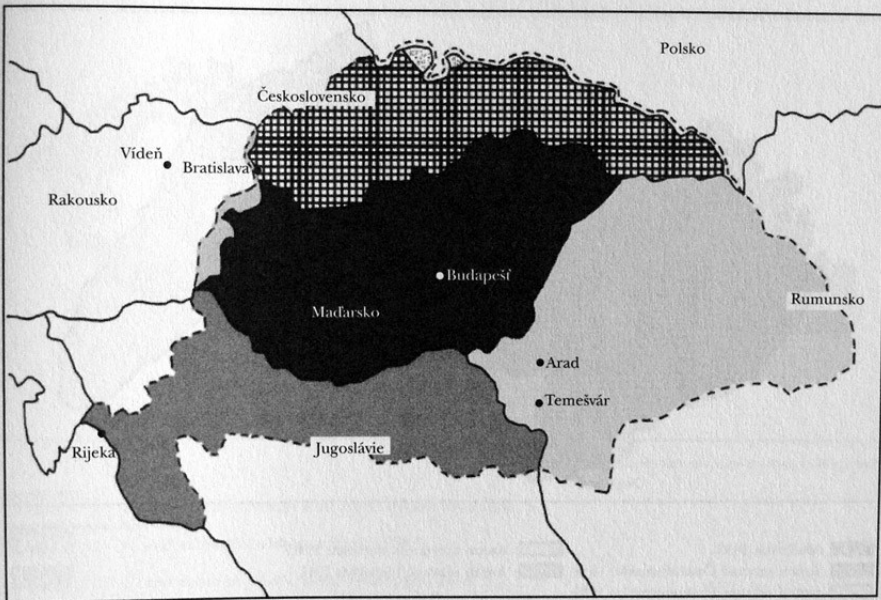 Polsko
Československo
Vídeň
Bratislava
Rakousko
Budapešť
Maďarsko
Rumunsko
Arad
Temešvár
Rijeka
Jugoslávie